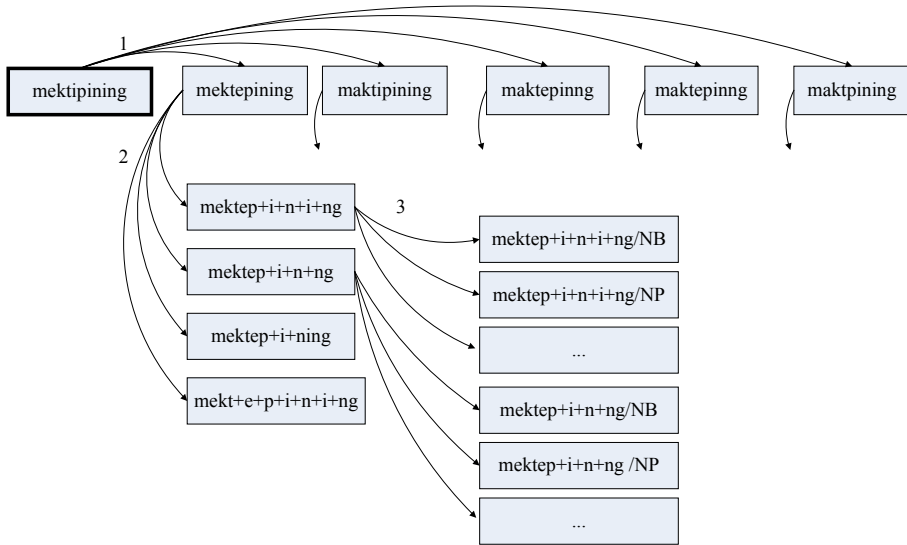 1
mektipining
mektepining
maktipining
maktepinng
maktepinng
maktpining
2
mektep+i+n+i+ng
3
mektep+i+n+i+ng/NB
mektep+i+n+ng
mektep+i+n+i+ng/NP
mektep+i+ning
...
mekt+e+p+i+n+i+ng
mektep+i+n+ng/NB
mektep+i+n+ng /NP
...